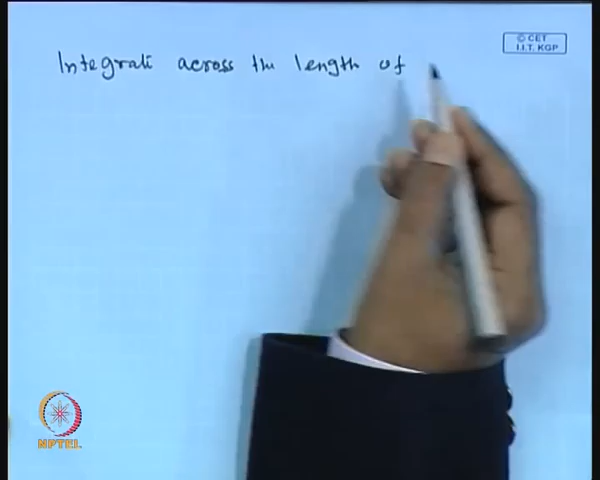 © CET
I.I.T. KGP
Integrate across the length of
NPTEL